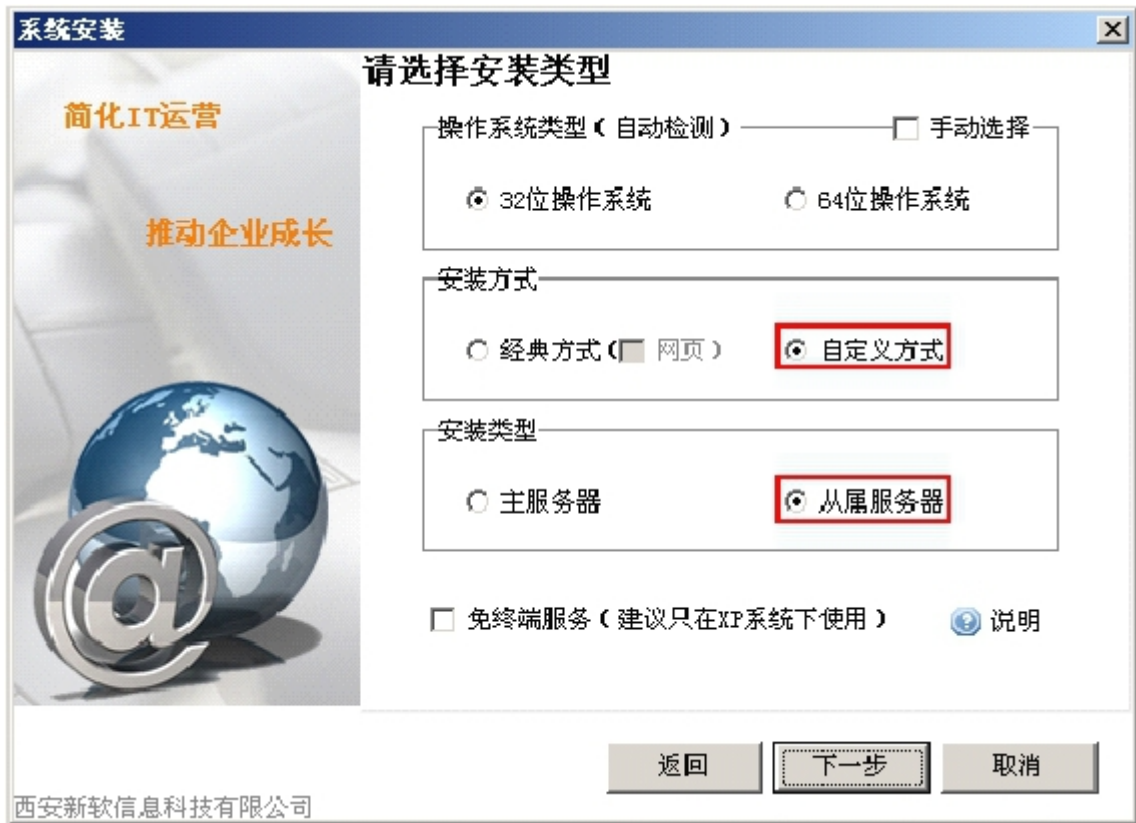 系统安装
请选择安装类型
简化IT运营
推动企业成长
操作系统类型(自动检测) 手动选择
32位操作系统 64位操作系统
安装方式
经典方式(网页) 自定义方式
安装类型
主服务器 从属服务器
免终端服务(建议只在XP系统下使用) 说明
返回 下一步 取消
西安新软信息科技有限公司